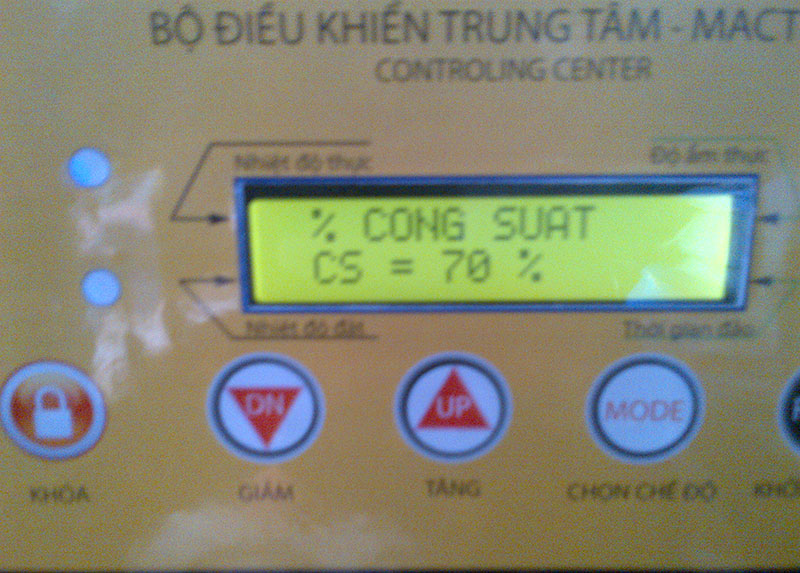 BỘ ĐIỀU KHIỂN TRUNG TÂM - MACT
CONTROLING CENTER
Nhiệt độ thực
Độ ẩm thực
% CONG SUAT
CS = 70 %
Nhiệt độ đặt
Thời gian đảo
DN
UP
MODE
KHÓA
GIẢM
TĂNG
CHỌN CHẾ ĐỘ